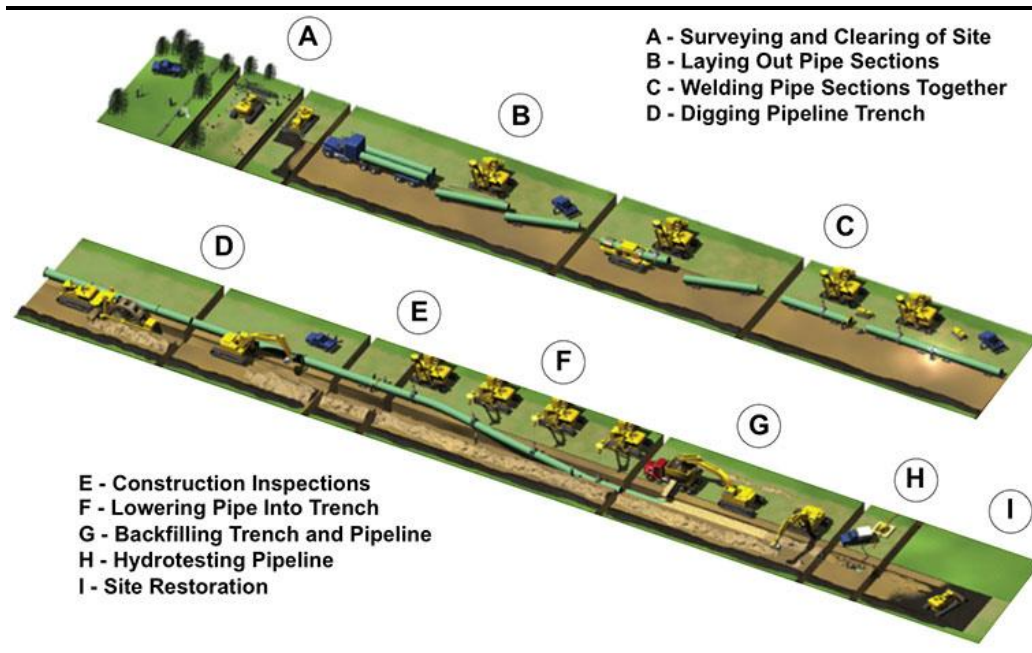 A
A - Surveying and Clearing of Site
B - Laying Out Pipe Sections
C - Welding Pipe Sections Together
D - Digging Pipeline Trench
B
C
D
E
F
G
H
I
E - Construction Inspections
F - Lowering Pipe Into Trench
G - Backfilling Trench and Pipeline
H - Hydrotesting Pipeline
I - Site Restoration